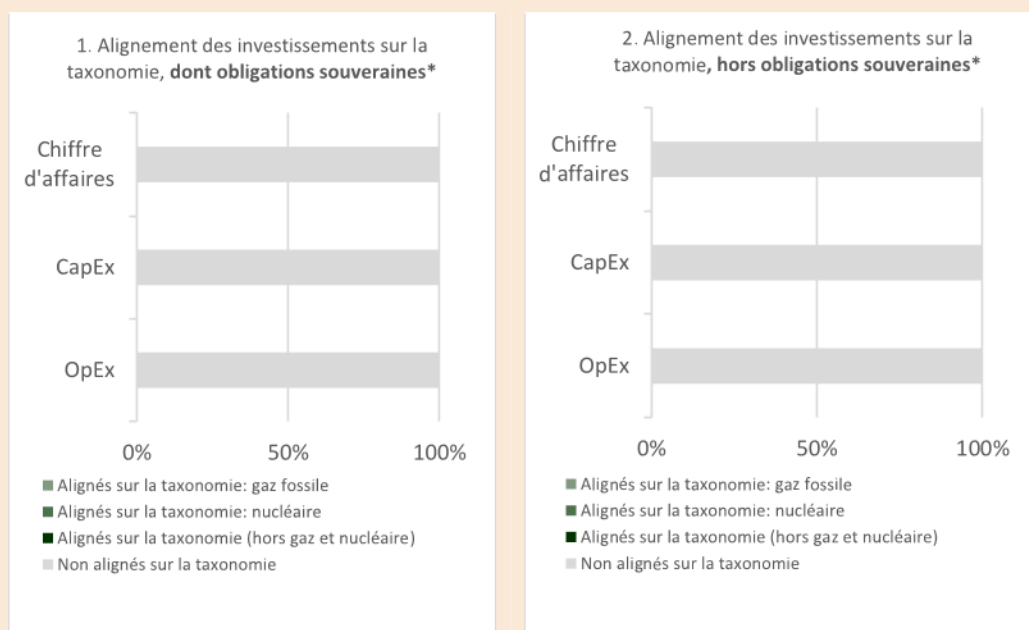 1. Alignement des investissements sur la
taxonomie, dont obligations souveraines*
Chiffre
d'affaires
CapEx
OpEx
0% 50% 100%
Alignés sur la taxonomie: gaz fossile
Alignés sur la taxonomie: nucléaire
Alignés sur la taxonomie (hors gaz et nucléaire)
Non alignés sur la taxonomie
2. Alignement des investissements sur la
taxonomie, hors obligations souveraines*
Chiffre
d'affaires
CapEx
OpEx
0% 50% 100%
Alignés sur la taxonomie: gaz fossile
Alignés sur la taxonomie: nucléaire
Alignés sur la taxonomie (hors gaz et nucléaire)
Non alignés sur la taxonomie